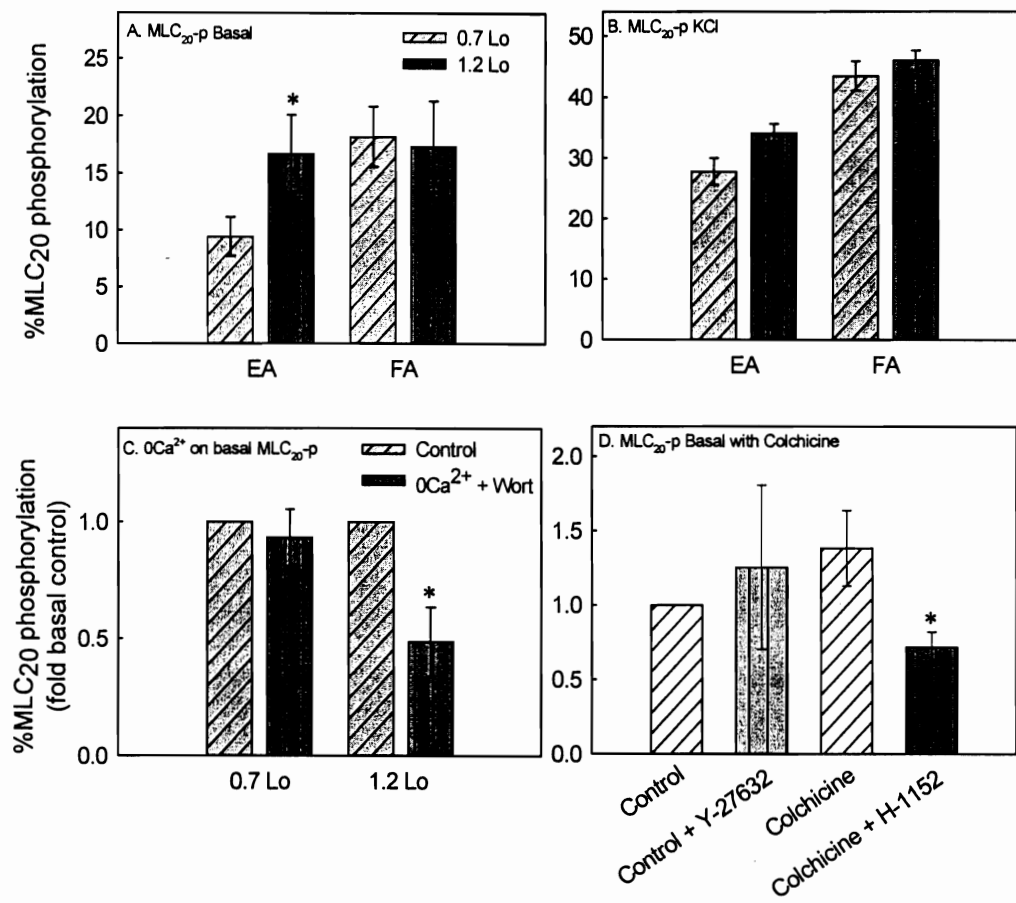 %MLC20 phosphorylation
A. MLC20-p Basal
0.7 Lo
1.2 Lo
25
20
15
10
5
0
*
EA
FA
B. MLC20-p KCl
50
40
30
20
10
0
EA
FA
%MLC20 phosphorylation
(fold basal control)
C. 0Ca2+ on basal MLC20-p
Control
0Ca2+ + Wort
1.0
0.5
0.0
*
0.7 Lo
1.2 Lo
D. MLC20-p Basal with Colchicine
2.0
1.5
1.0
0.5
0.0
*
Control
Control + Y-27632
Colchicine
Colchicine + H-1152